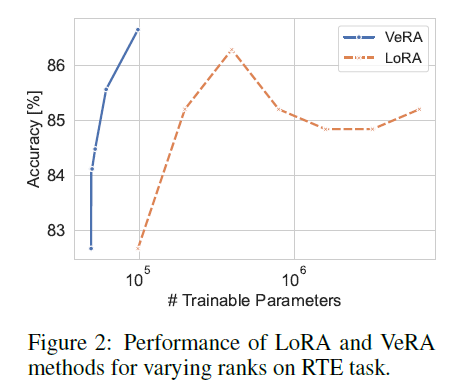 VeRA
LoRA
86
85
84
83
Accuracy [%]
10^5
10^6
# Trainable Parameters
Figure 2: Performance of LoRA and VeRA
methods for varying ranks on RTE task.